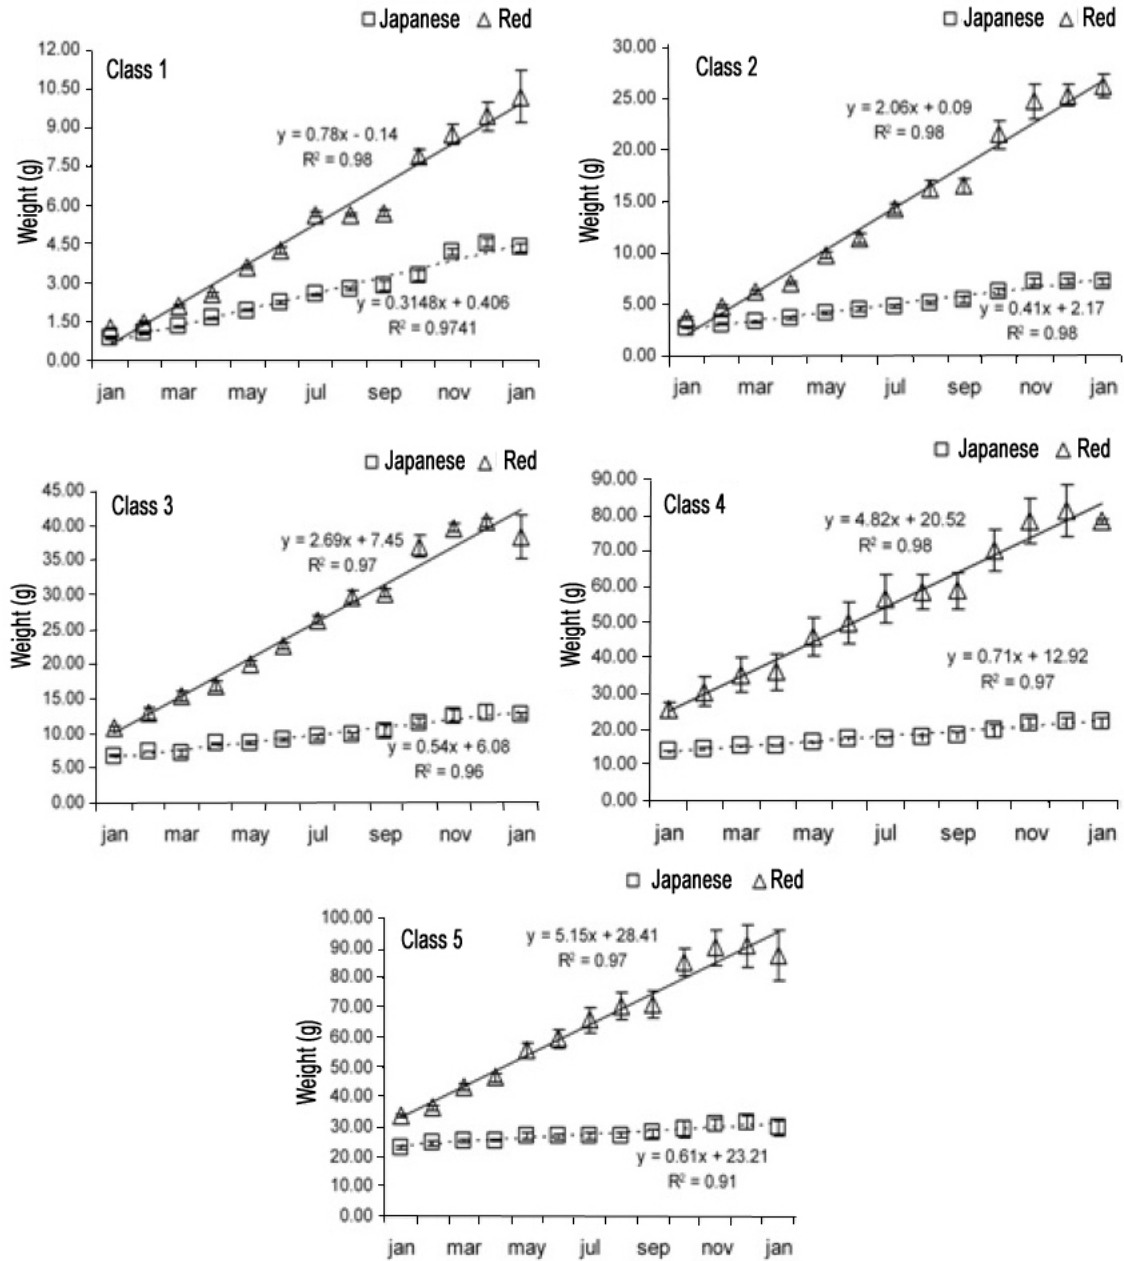 Japanese Red
Class 1
12.00
10.50
9.00
7.50
6.00
4.50
3.00
1.50
0.00
Weight (g)
y = 0.78x - 0.14
R² = 0.98
y = 0.3148x + 0.406
R² = 0.9741
jan mar may jul sep nov jan
Japanese Red
Class 2
30.00
25.00
20.00
15.00
10.00
5.00
0.00
Weight (g)
y = 2.06x + 0.09
R² = 0.98
y = 0.41x + 2.17
R² = 0.98
jan mar may jul sep nov jan
Japanese Red
Class 3
45.00
40.00
35.00
30.00
25.00
20.00
15.00
10.00
5.00
0.00
Weight (g)
y = 2.69x + 7.45
R² = 0.97
y = 0.54x + 6.08
R² = 0.96
jan mar may jul sep nov jan
Japanese Red
Class 4
90.00
80.00
70.00
60.00
50.00
40.00
30.00
20.00
10.00
0.00
Weight (g)
y = 4.82x + 20.52
R² = 0.98
y = 0.71x + 12.92
R² = 0.97
jan mar may jul sep nov jan
Japanese Red
Class 5
100.00
90.00
80.00
70.00
60.00
50.00
40.00
30.00
20.00
10.00
0.00
Weight (g)
y = 5.15x + 28.41
R² = 0.97
y = 0.61x + 23.21
R² = 0.91
jan mar may jul sep nov jan